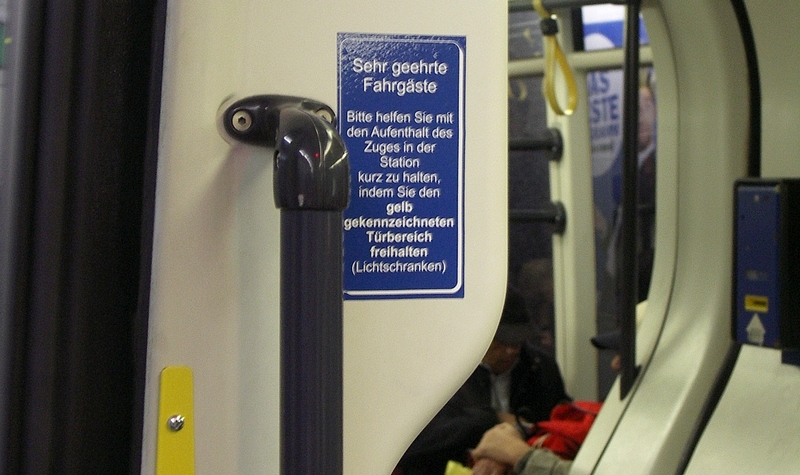 Sehr geehrte
Fahrgäste
Bitte helfen Sie mit
den Aufenthalt des
Zuges in der
Station
kurz zu halten,
indem Sie den
gelb
gekennzeichneten
Türbereich
freihalten
(Lichtschranken)